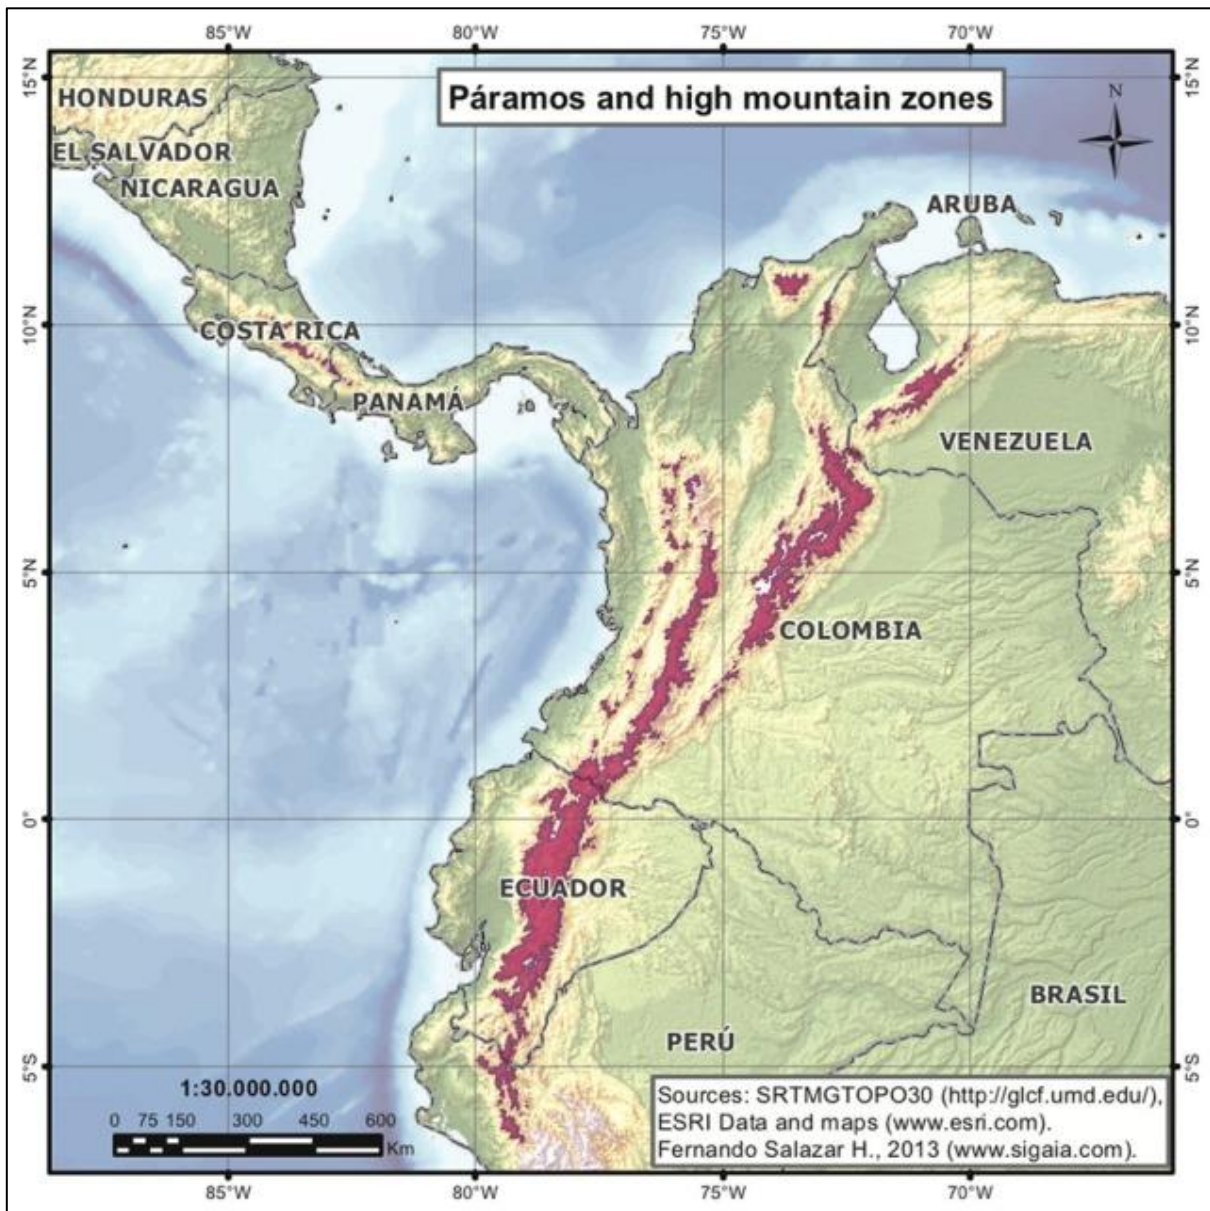 85°W 80°W 75°W 70°W
15°N 15°N
Páramos and high mountain zones
N
HONDURAS
EL SALVADOR
NICARAGUA
ARUBA
10°N 10°N
COSTA RICA
PANAMÁ
VENEZUELA
5°N 5°N
COLOMBIA
0° 0°
ECUADOR
BRASIL
PERÚ
5°S 5°S
1:30.000.000
0 75 150 300 450 600
Km
Sources: SRTMGTOPO30 (http://glcf.umd.edu/),
ESRI Data and maps (www.esri.com).
Fernando Salazar H., 2013 (www.sigaia.com).
85°W 80°W 75°W 70°W